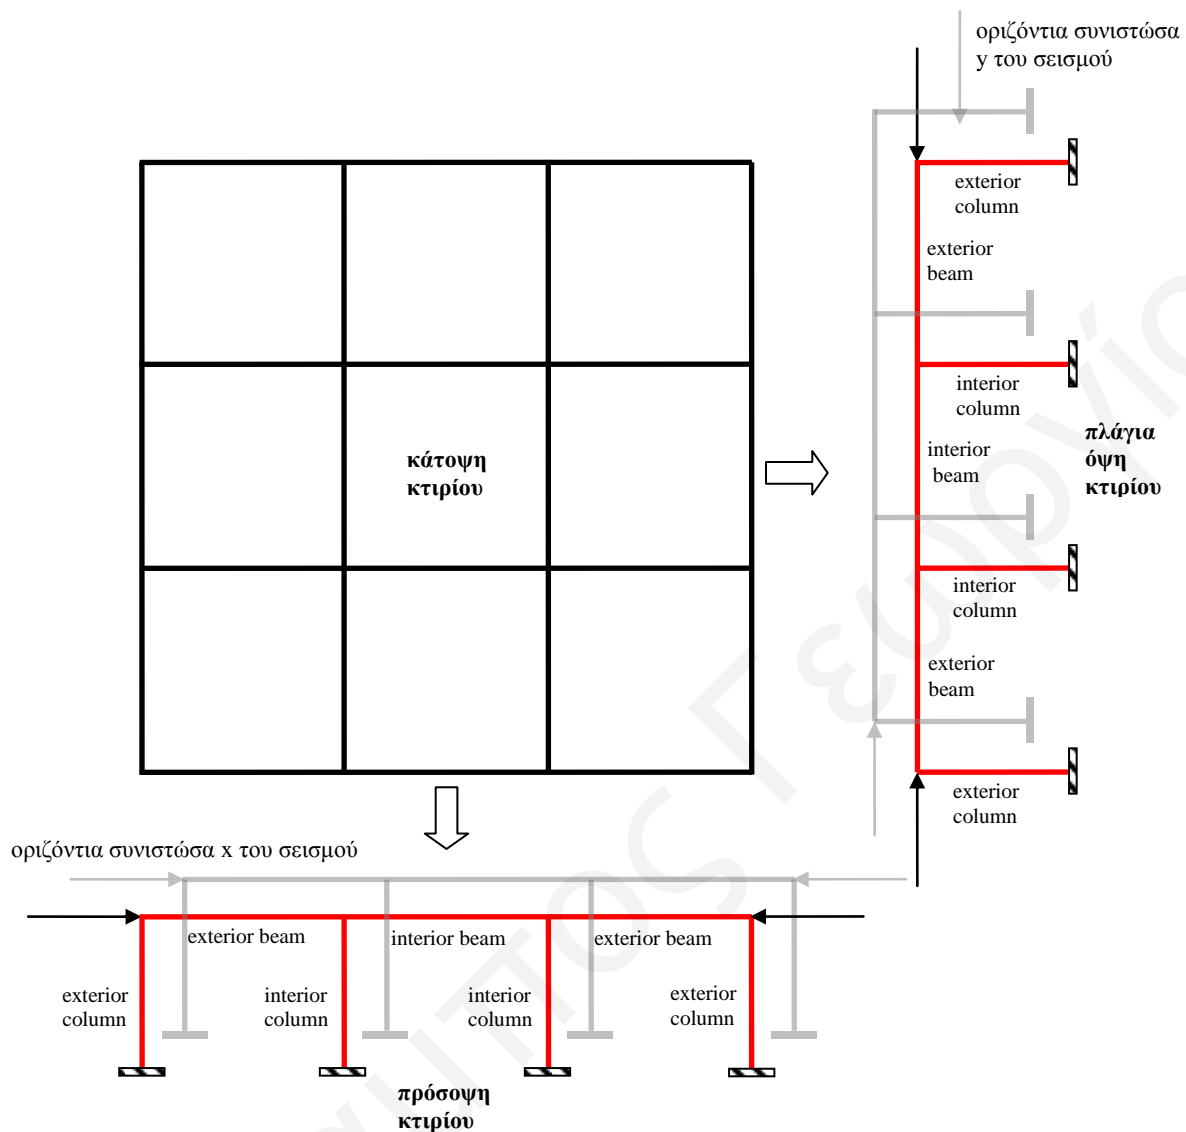 οριζόντια συνιστώσα
y του σεισμού
exterior
column
exterior
beam
interior
column
κάτοψη
κτιρίου
interior
beam
πλάγια
όψη
κτιρίου
interior
column
exterior
beam
exterior
column
οριζόντια συνιστώσα x του σεισμού
exterior beam
interior beam
exterior beam
exterior
column
interior
column
interior
column
exterior
column
πρόσοψη
κτιρίου